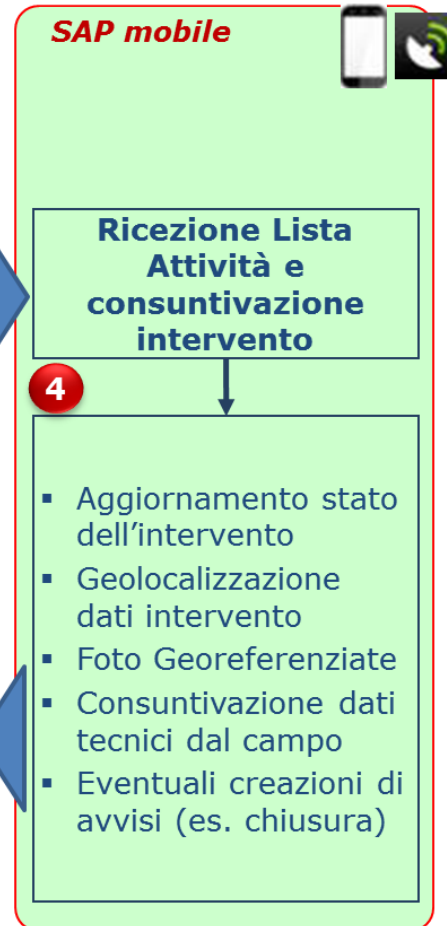 SAP mobile
Ricezione Lista
Attività e
consuntivazione
intervento
4
▪ Aggiornamento stato
dell’intervento
▪ Geolocalizzazione
dati intervento
▪ Foto Georeferenziate
▪ Consuntivazione dati
tecnici dal campo
▪ Eventuali creazioni di
avvisi (es. chiusura)